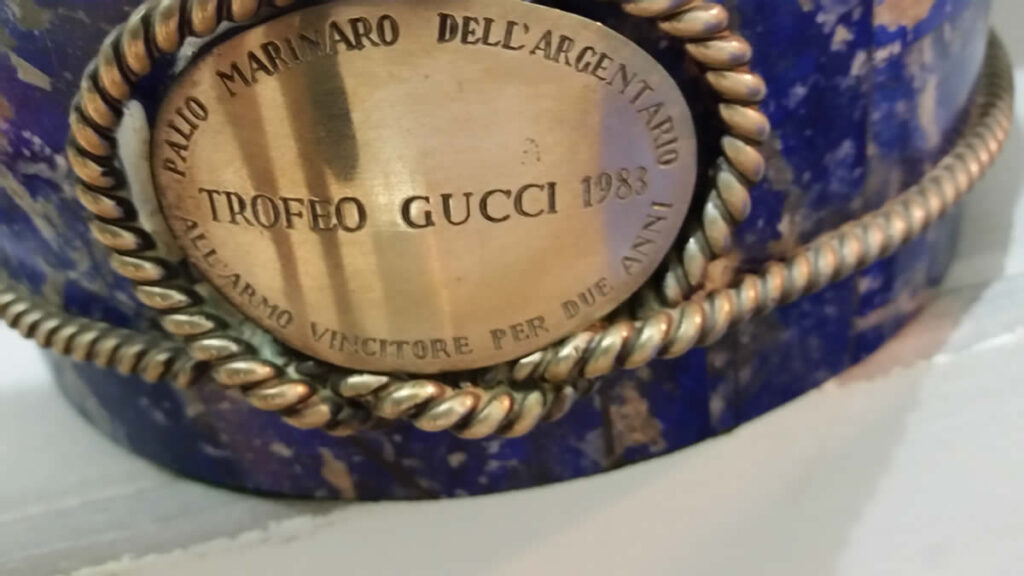 PALIO MARINARO DELL'ARGENTARIO
TROFEO GUCCI 1983
ALL'ARMO VINCITORE PER DUE ANNI